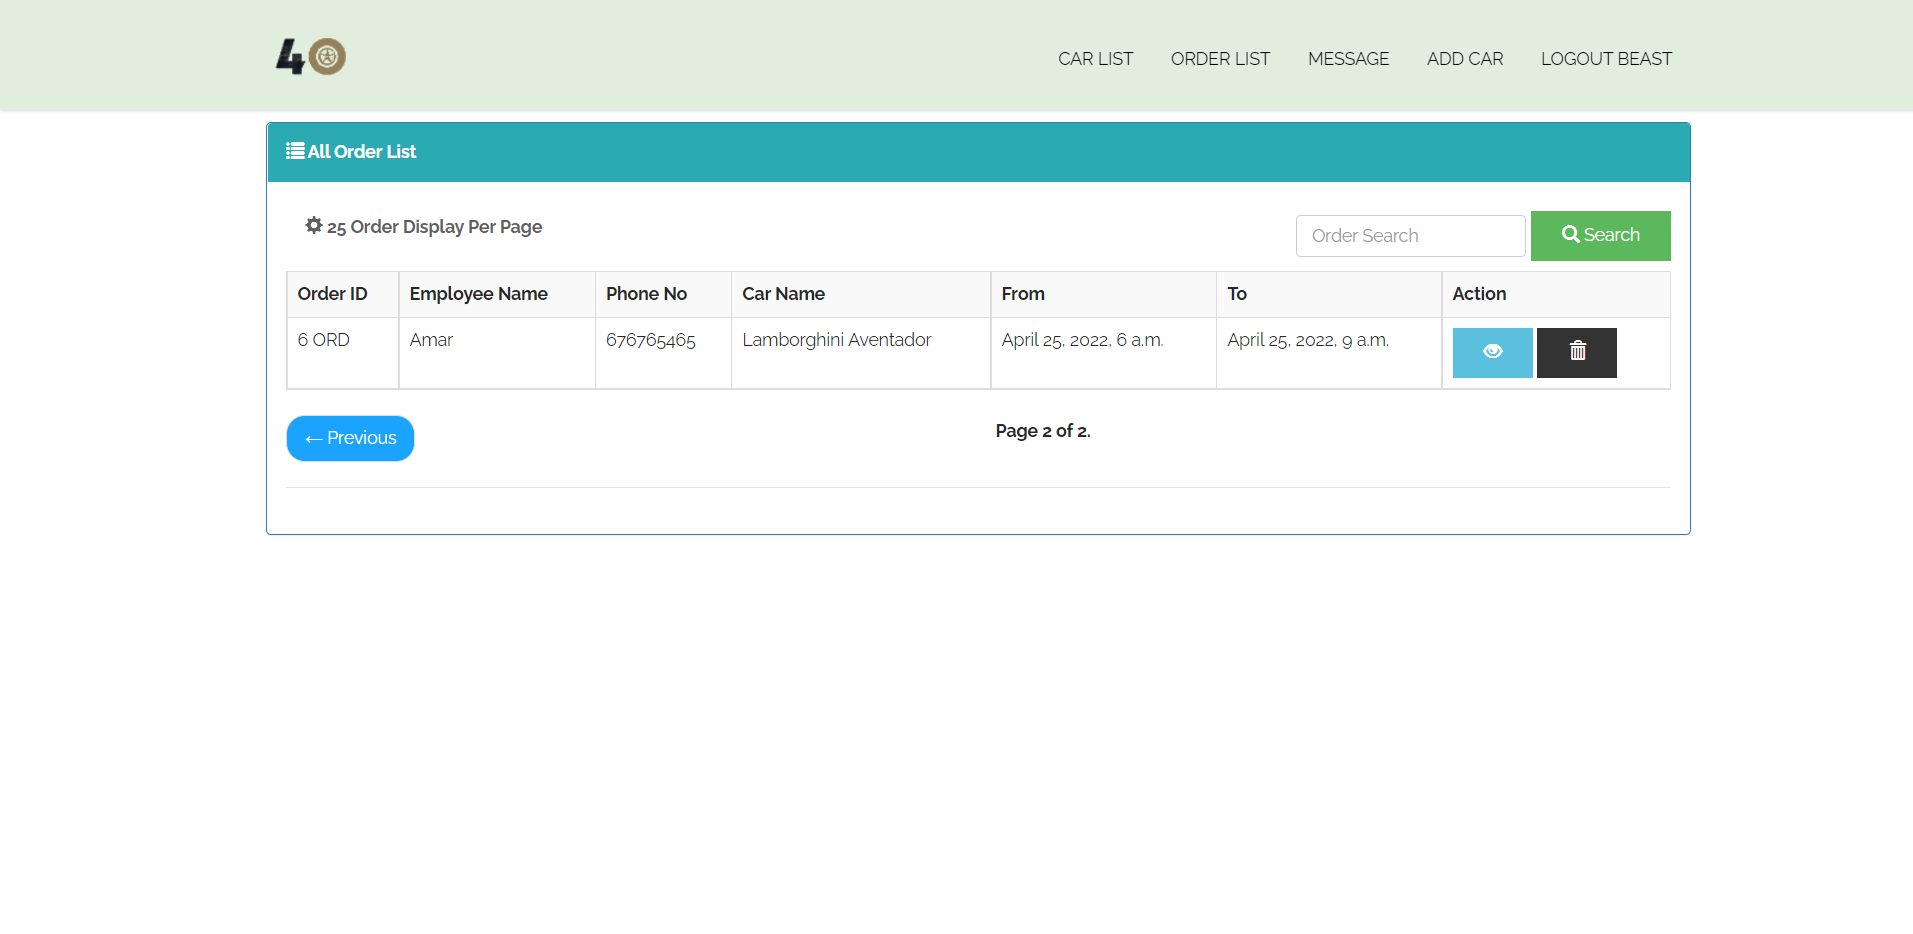 40
CAR LIST ORDER LIST MESSAGE ADD CAR LOGOUT BEAST
All Order List
25 Order Display Per Page
Order Search Search
Order ID Employee Name Phone No Car Name From To Action
6 ORD Amar 676765465 Lamborghini Aventador April 25, 2022, 6 a.m. April 25, 2022, 9 a.m.
← Previous Page 2 of 2.